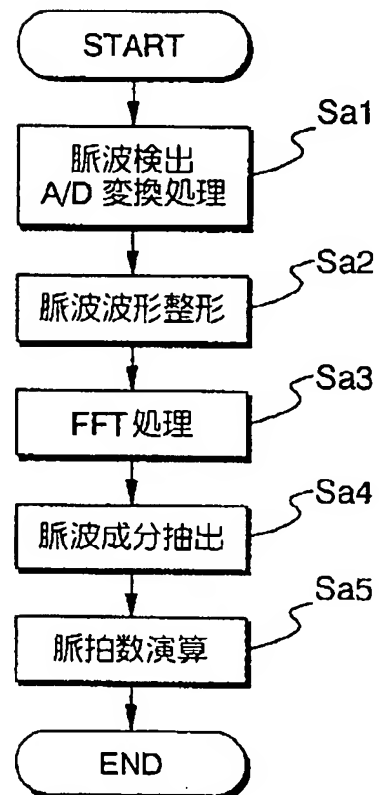 START
Sa1
脈波検出
A/D 変換処理
Sa2
脈波波形整形
Sa3
FFT 処理
Sa4
脈波成分抽出
Sa5
脈拍数演算
END